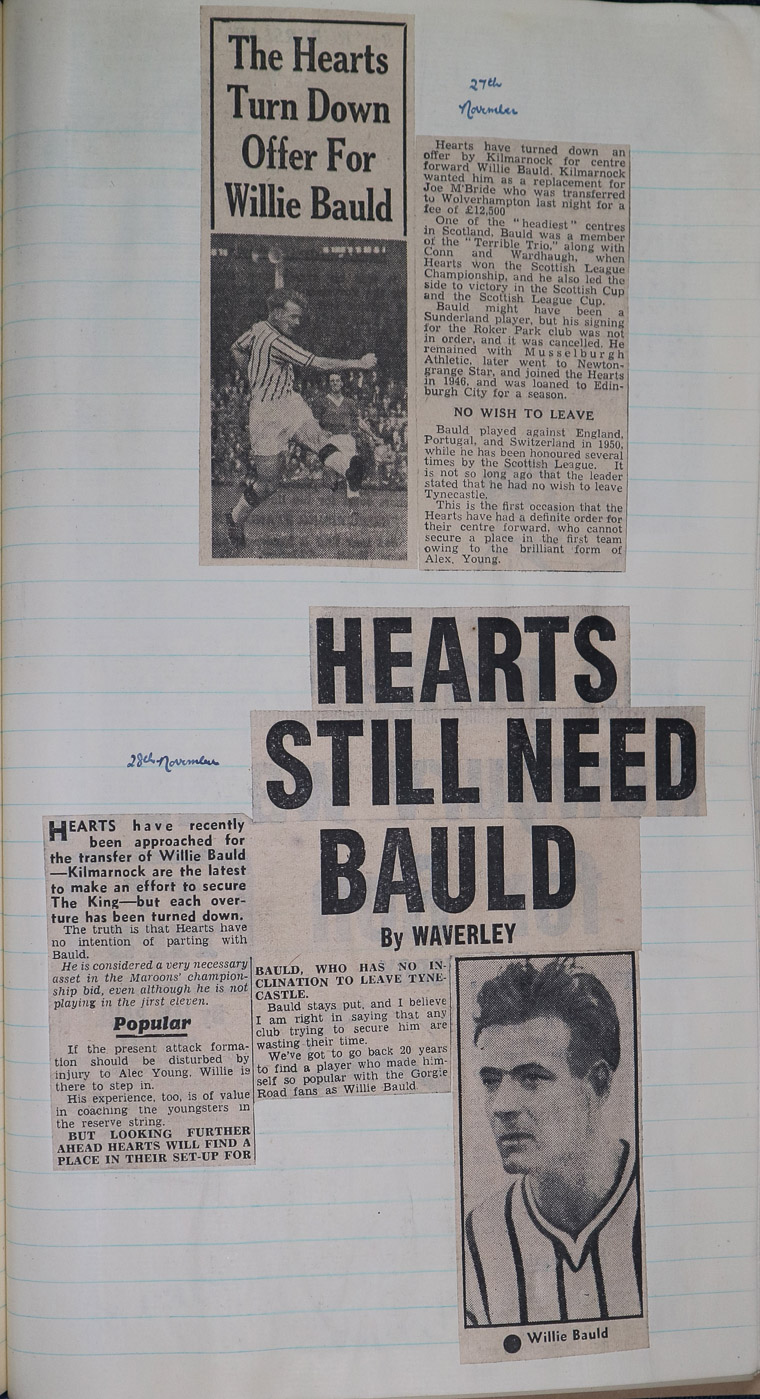 The Hearts
Turn Down
Offer For
Willie Bauld
27th
November
Hearts have turned down an
offer by Kilmarnock for centre
forward Willie Bauld. Kilmarnock
wanted him as a replacement for
Joe M'Bride who was transferred
to Wolverhampton last night for a
fee of £12,500
One of the "headiest" centres
in Scotland, Bauld was a member
of the "Terrible Trio," along with
Conn and Wardhaugh, when
Hearts won the Scottish League
Championship, and he also led the
side to victory in the Scottish Cup
and the Scottish League Cup.
Bauld might have been a
Sunderland player, but his signing
for the Roker Park club was not
in order, and it was cancelled. He
remained with Musselburgh
Athletic, later went to Newton-
grange Star, and joined the Hearts
in 1946, and was loaned to Edin-
burgh City for a season.
NO WISH TO LEAVE
Bauld played against England,
Portugal, and Switzerland in 1950,
while he has been honoured several
times by the Scottish League. It
is not so long ago that the leader
stated that he had no wish to leave
Tynecastle.
This is the first occasion that the
Hearts have had a definite order for
their centre forward, who cannot
secure a place in the first team
owing to the brilliant form of
Alex. Young.
HEARTS
STILL NEED
BAULD
By WAVERLEY
28th November
HEARTS have recently
been approached for
the transfer of Willie Bauld
—Kilmarnock are the latest
to make an effort to secure
The King—but each over-
ture has been turned down.
The truth is that Hearts have
no intention of parting with
Bauld.
He is considered a very necessary
asset in the Maroons' champion-
ship bid, even although he is not
playing in the first eleven.
Popular
If the present attack forma-
tion should be disturbed by
injury to Alec Young, Willie is
there to step in.
His experience, too, is of value
in coaching the youngsters in
the reserve string.
BUT LOOKING FURTHER
AHEAD HEARTS WILL FIND A
PLACE IN THEIR SET-UP FOR
BAULD, WHO HAS NO IN-
CLINATION TO LEAVE TYNE-
CASTLE.
Bauld stays put, and I believe
I am right in saying that any
club trying to secure him are
wasting their time.
We've got to go back 20 years
to find a player who made him-
self so popular with the Gorgie
Road fans as Willie Bauld
Willie Bauld